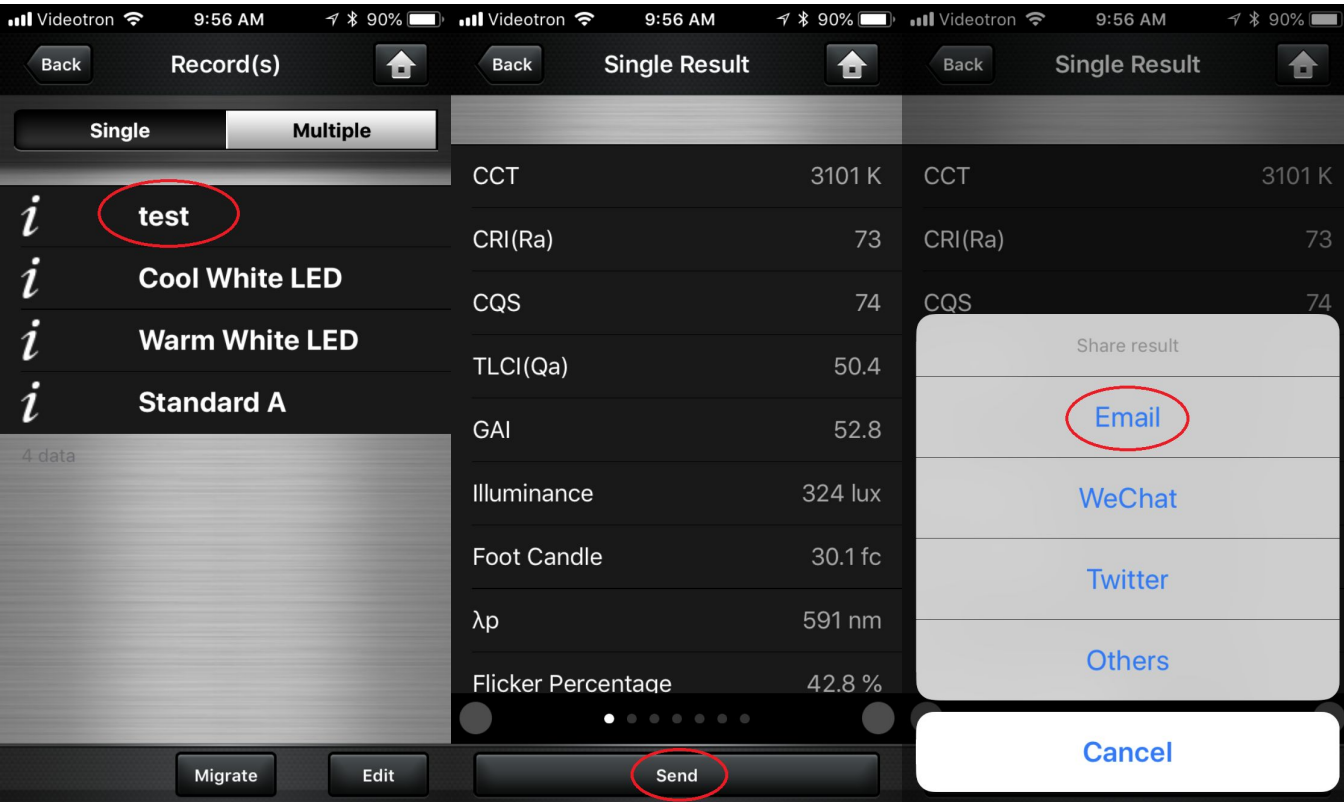 Videotron 9:56 AM 90%
Back Record(s)
Single Multiple
i test
i Cool White LED
i Warm White LED
i Standard A
4 data
Migrate Edit
Videotron 9:56 AM 90%
Back Single Result
CCT 3101 K
CRI(Ra) 73
CQS 74
TLCI(Qa) 50.4
GAI 52.8
Illuminance 324 lux
Foot Candle 30.1 fc
λp 591 nm
Flicker Percentage 42.8 %
Send
Videotron 9:56 AM 90%
Back Single Result
CCT 3101 K
CRI(Ra) 73
CQS 74
Share result
Email
WeChat
Twitter
Others
Cancel